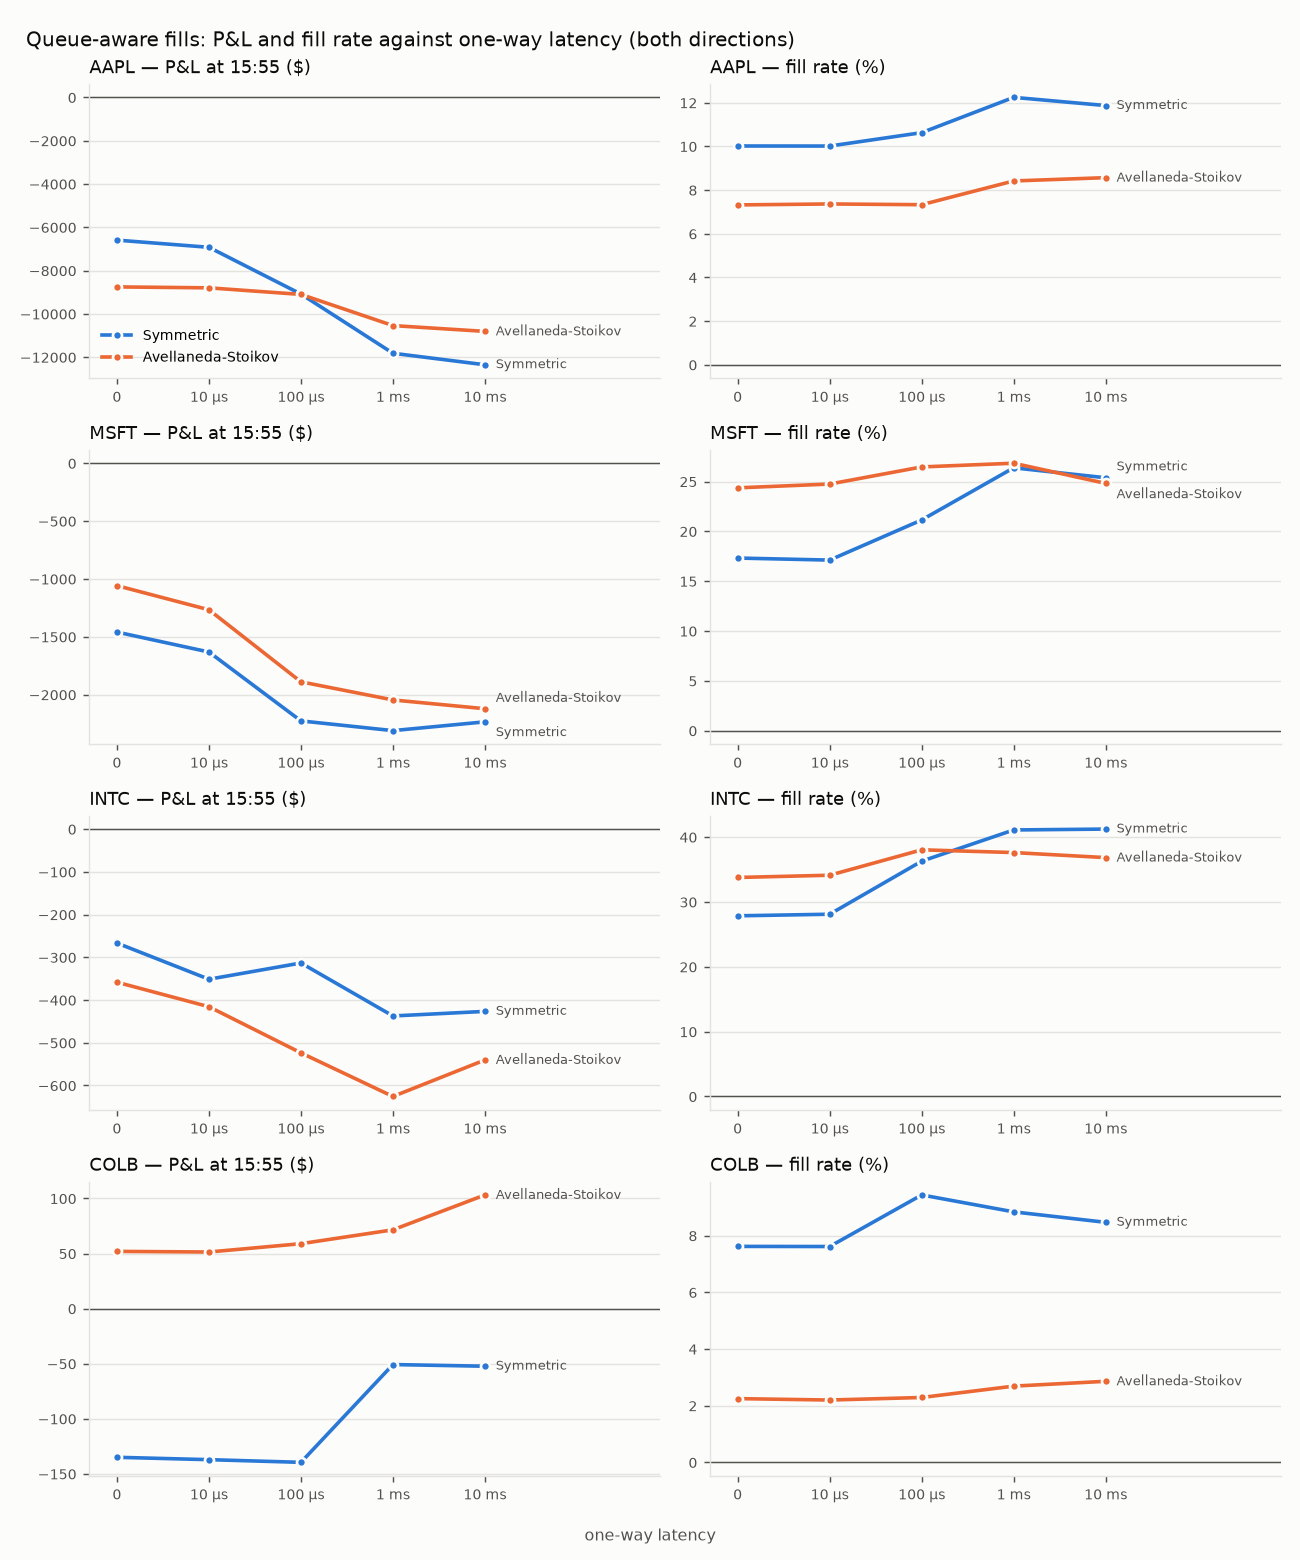 Queue-aware fills: P&L and fill rate against one-way latency (both directions)
AAPL — P&L at 15:55 ($)
0
−2000
−4000
−6000
−8000
−10000
−12000
Symmetric
Avellaneda-Stoikov
Avellaneda-Stoikov
Symmetric
0
10 µs
100 µs
1 ms
10 ms
AAPL — fill rate (%)
12
10
8
6
4
2
0
Symmetric
Avellaneda-Stoikov
0
10 µs
100 µs
1 ms
10 ms
MSFT — P&L at 15:55 ($)
0
−500
−1000
−1500
−2000
Avellaneda-Stoikov
Symmetric
0
10 µs
100 µs
1 ms
10 ms
MSFT — fill rate (%)
25
20
15
10
5
0
Symmetric
Avellaneda-Stoikov
0
10 µs
100 µs
1 ms
10 ms
INTC — P&L at 15:55 ($)
0
−100
−200
−300
−400
−500
−600
Symmetric
Avellaneda-Stoikov
0
10 µs
100 µs
1 ms
10 ms
INTC — fill rate (%)
40
30
20
10
0
Symmetric
Avellaneda-Stoikov
0
10 µs
100 µs
1 ms
10 ms
COLB — P&L at 15:55 ($)
100
50
0
−50
−100
−150
Avellaneda-Stoikov
Symmetric
0
10 µs
100 µs
1 ms
10 ms
COLB — fill rate (%)
8
6
4
2
0
Symmetric
Avellaneda-Stoikov
0
10 µs
100 µs
1 ms
10 ms
one-way latency